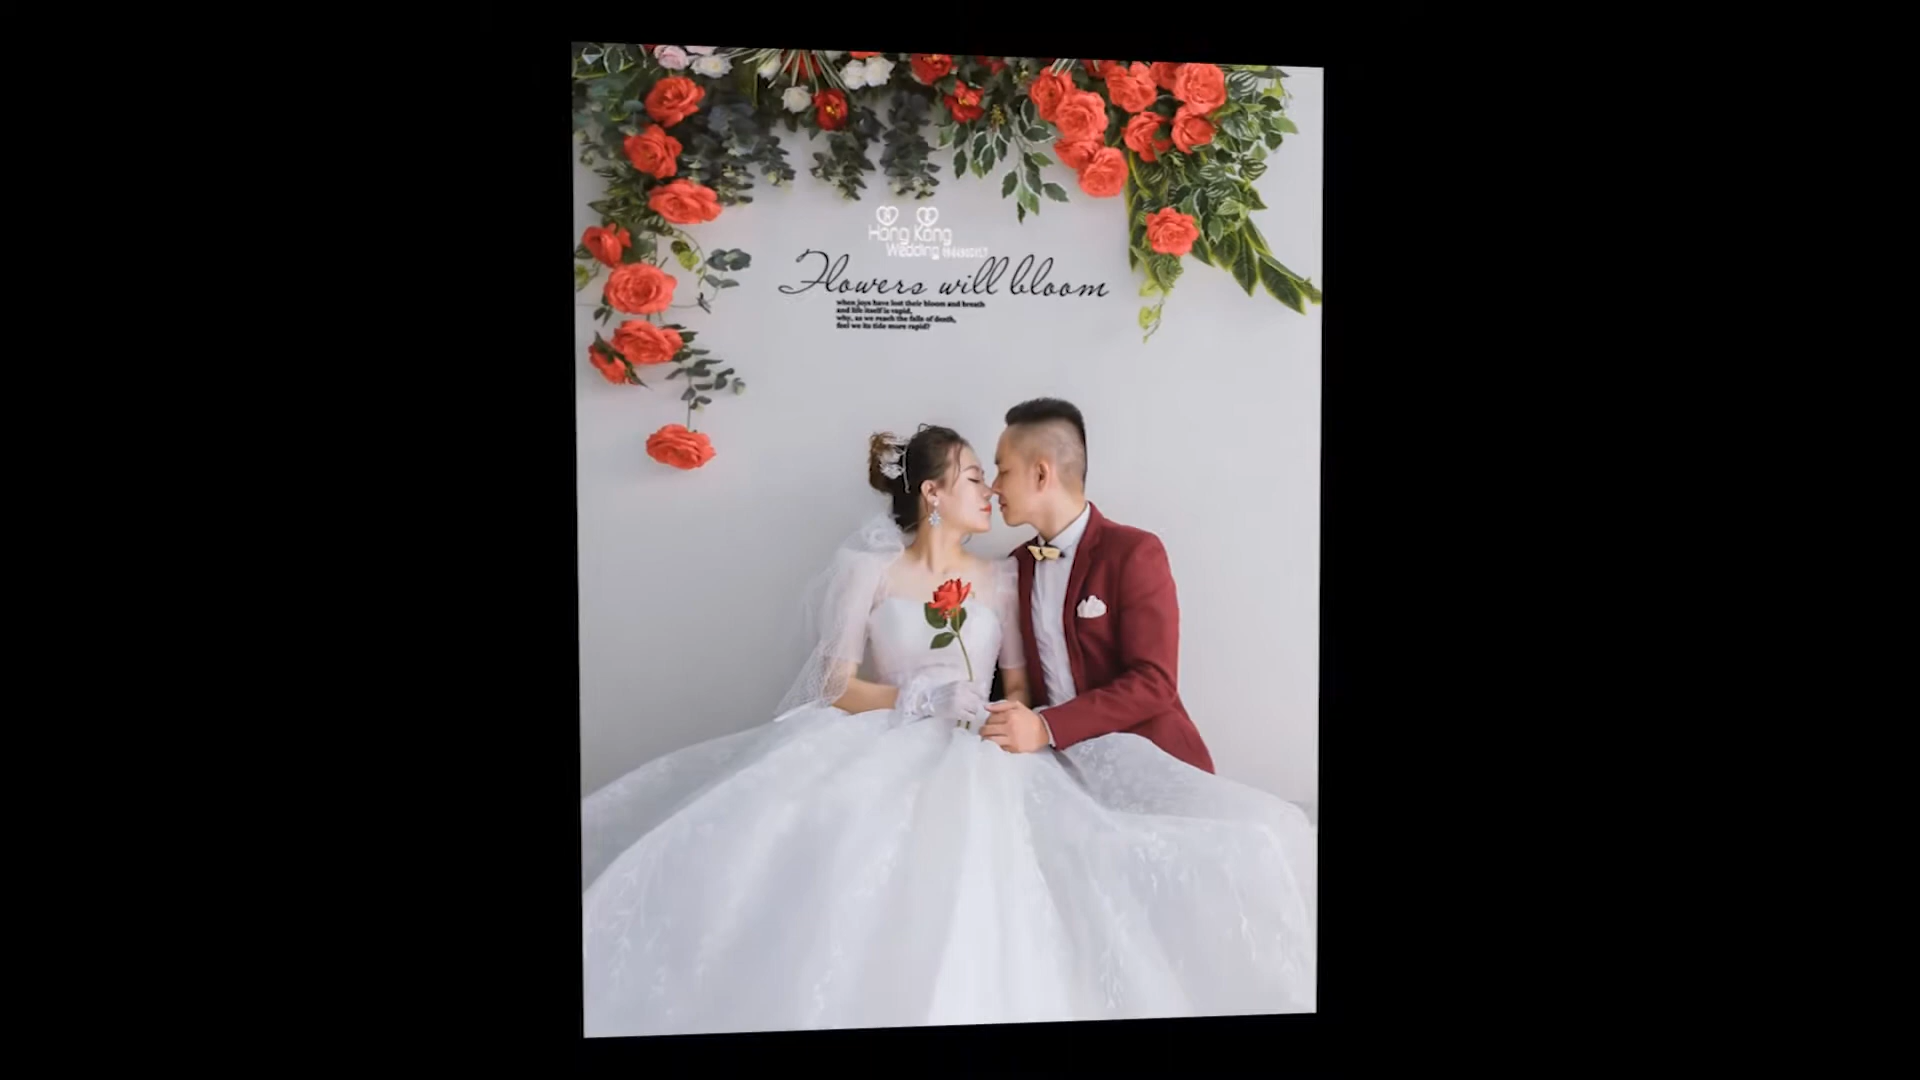 Hong Kong
Wedding
Flowers will bloom
when joys have lost their bloom and breath
and life itself is vapid,
why, as we reach the falls of death,
feel we its tide more rapid?